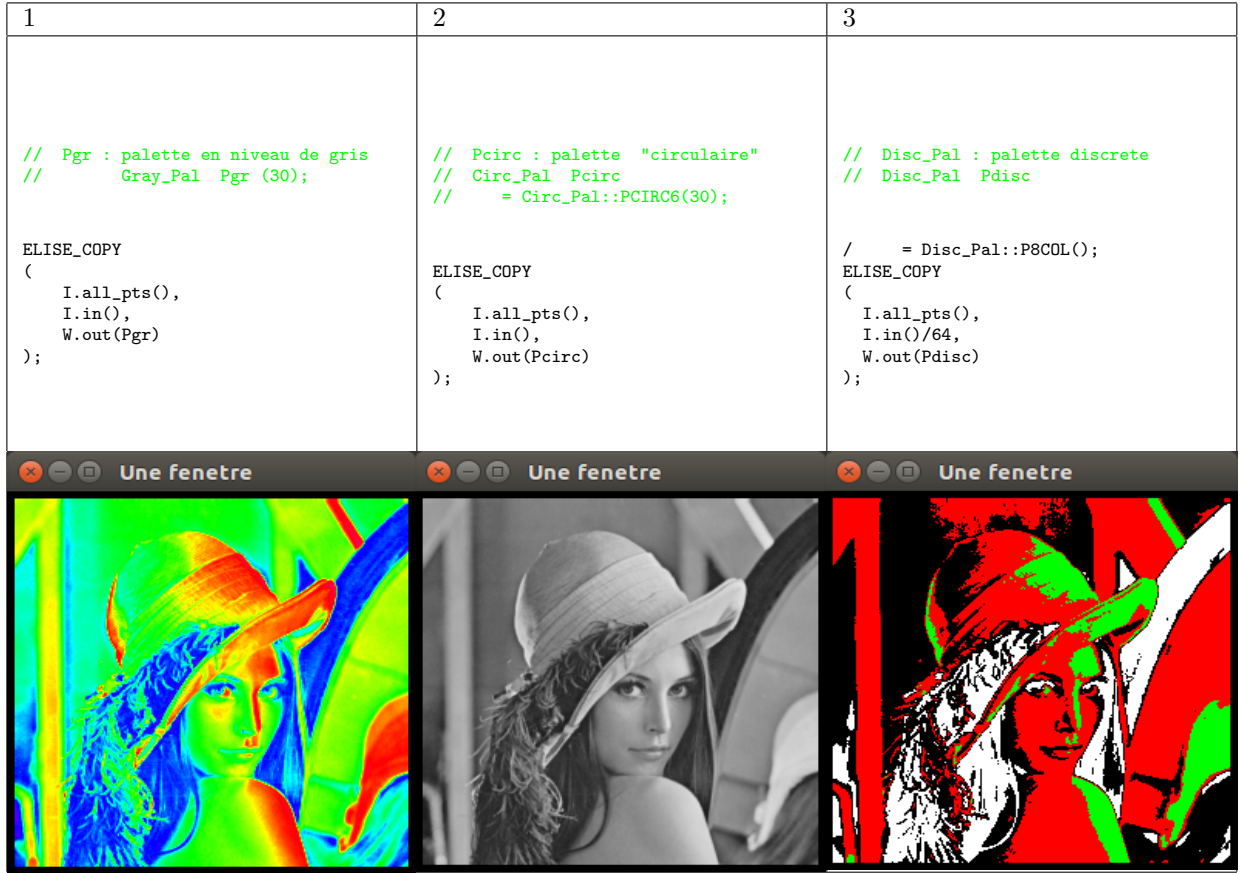 1
// Pgr : palette en niveau de gris
// Gray_Pal Pgr (30);
ELISE_COPY
(
I.all_pts(),
I.in(),
W.out(Pgr)
);
2
// Pcirc : palette "circulaire"
// Circ_Pal Pcirc
// = Circ_Pal::PCIRC6(30);
ELISE_COPY
(
I.all_pts(),
I.in(),
W.out(Pcirc)
);
3
// Disc_Pal : palette discrete
// Disc_Pal Pdisc
/ = Disc_Pal::P8COL();
ELISE_COPY
(
I.all_pts(),
I.in()/64,
W.out(Pdisc)
);
Une fenetre
Une fenetre
Une fenetre